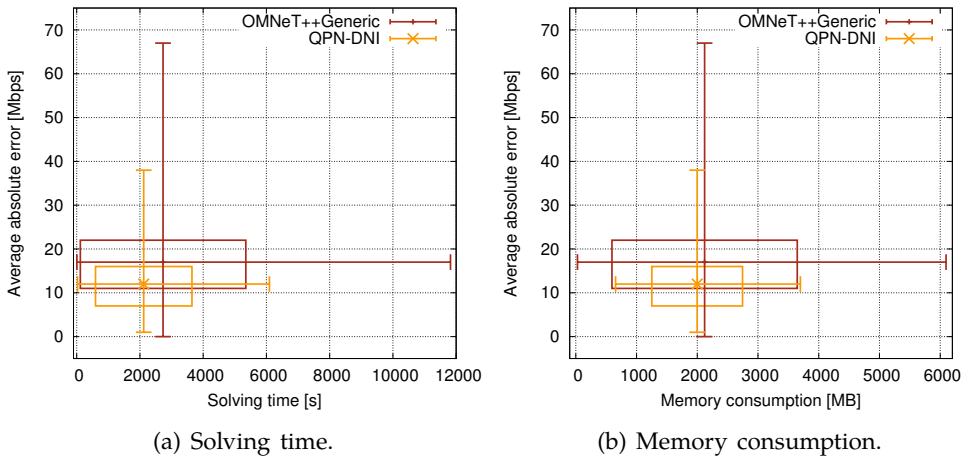 OMNeT++Generic
QPN-DNI
Average absolute error [Mbps]
70
60
50
40
30
20
10
0
0 2000 4000 6000 8000 10000 12000
Solving time [s]
(a) Solving time.
OMNeT++Generic
QPN-DNI
Average absolute error [Mbps]
70
60
50
40
30
20
10
0
0 1000 2000 3000 4000 5000 6000
Memory consumption [MB]
(b) Memory consumption.